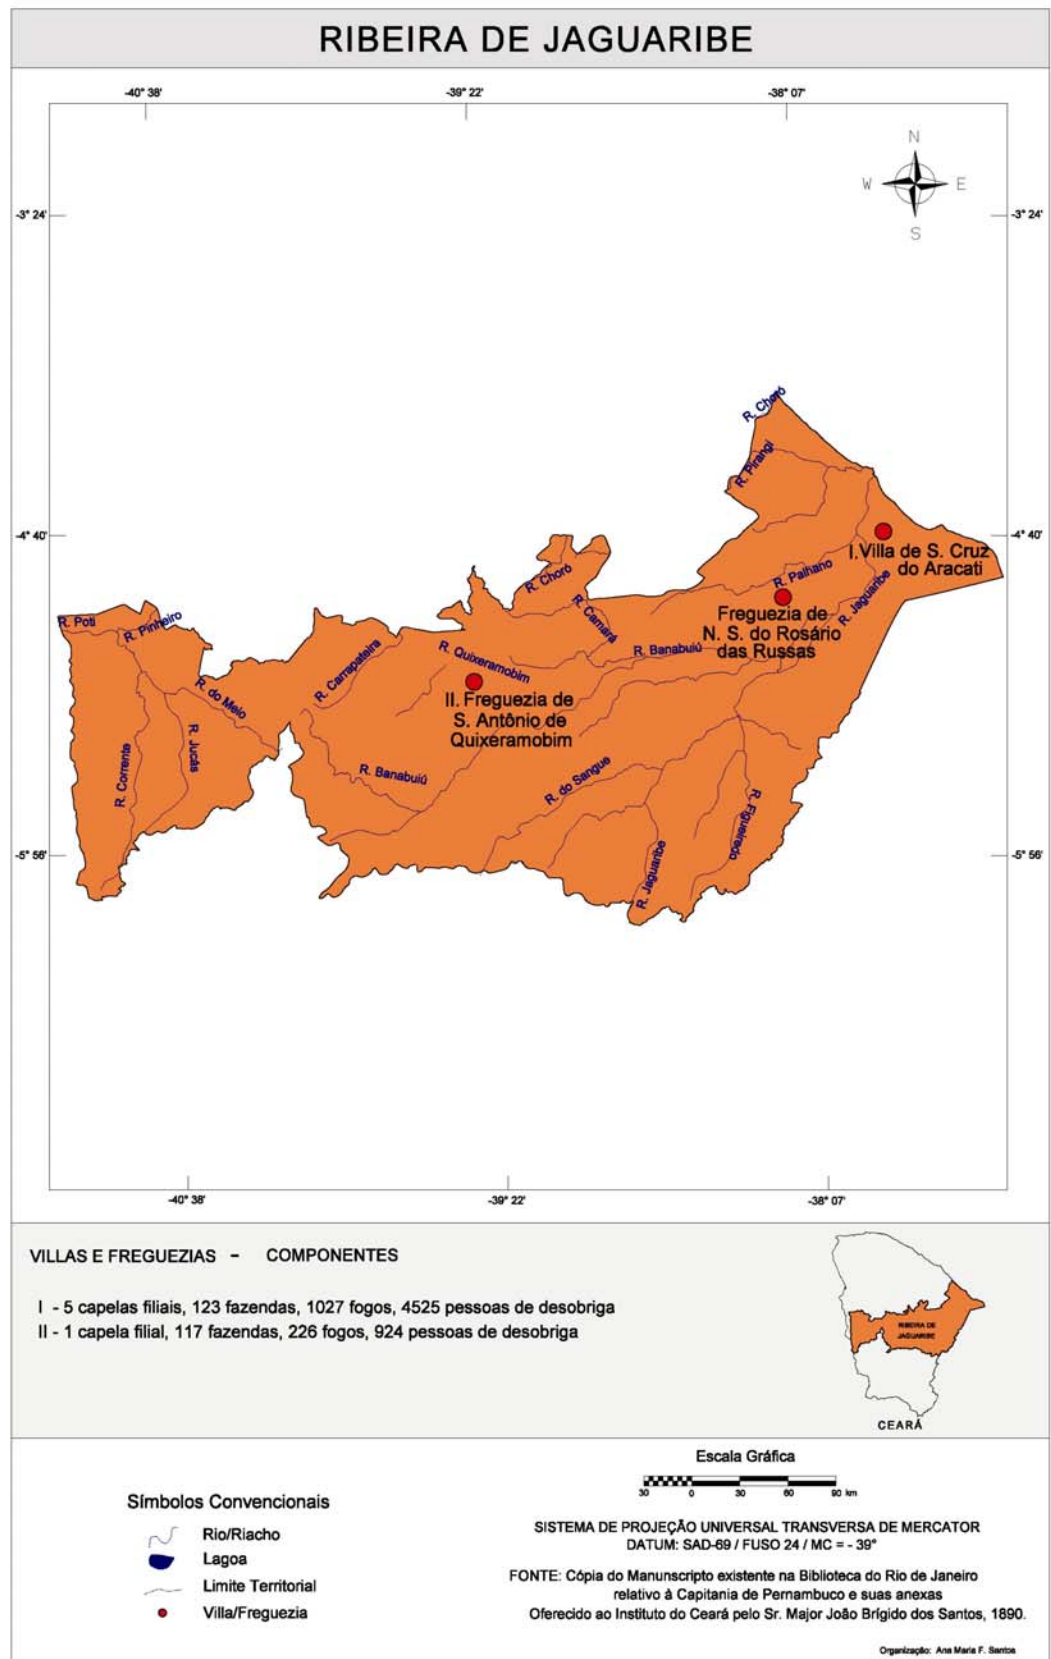 RIBEIRA DE JAGUARIBE
-40° 38'
-39° 22'
-38° 07'
N
W
E
S
-3° 24'
-3° 24'
R. Choró
R. Pirangi
-4° 40'
-4° 40'
I.Villa de S. Cruz
do Aracati
R. Choró
R. Palhano
R. Jaguaribe
Freguezia de
N. S. do Rosário
das Russas
R. Camará
R. Poti
R. Pinheiro
R. Carrapateira
R. Quixeramobim
R. Banabuiú
R. do Meio
II. Freguezia de
S. Antônio de
Quixeramobim
R. Jucás
R. Corrente
R. Banabuiú
R. do Sangue
R. Figueiredo
R. Jaguaribe
-5° 56'
-5° 56'
-40° 38'
-39° 22'
-38° 07'
VILLAS E FREGUEZIAS - COMPONENTES
I - 5 capelas filiais, 123 fazendas, 1027 fogos, 4525 pessoas de desobriga
II - 1 capela filial, 117 fazendas, 226 fogos, 924 pessoas de desobriga
RIBEIRA DE
JAGUARIBE
CEARÁ
Escala Gráfica
30 0 30 60 90 km
Símbolos Convencionais
Rio/Riacho
Lagoa
Limite Territorial
Villa/Freguezia
SISTEMA DE PROJEÇÃO UNIVERSAL TRANSVERSA DE MERCATOR
DATUM: SAD-69 / FUSO 24 / MC = - 39°
FONTE: Cópia do Manunscripto existente na Biblioteca do Rio de Janeiro
relativo à Capitania de Pernambuco e suas anexas
Oferecido ao Instituto do Ceará pelo Sr. Major João Brígido dos Santos, 1890.
Organização: Ana Maria F. Santos